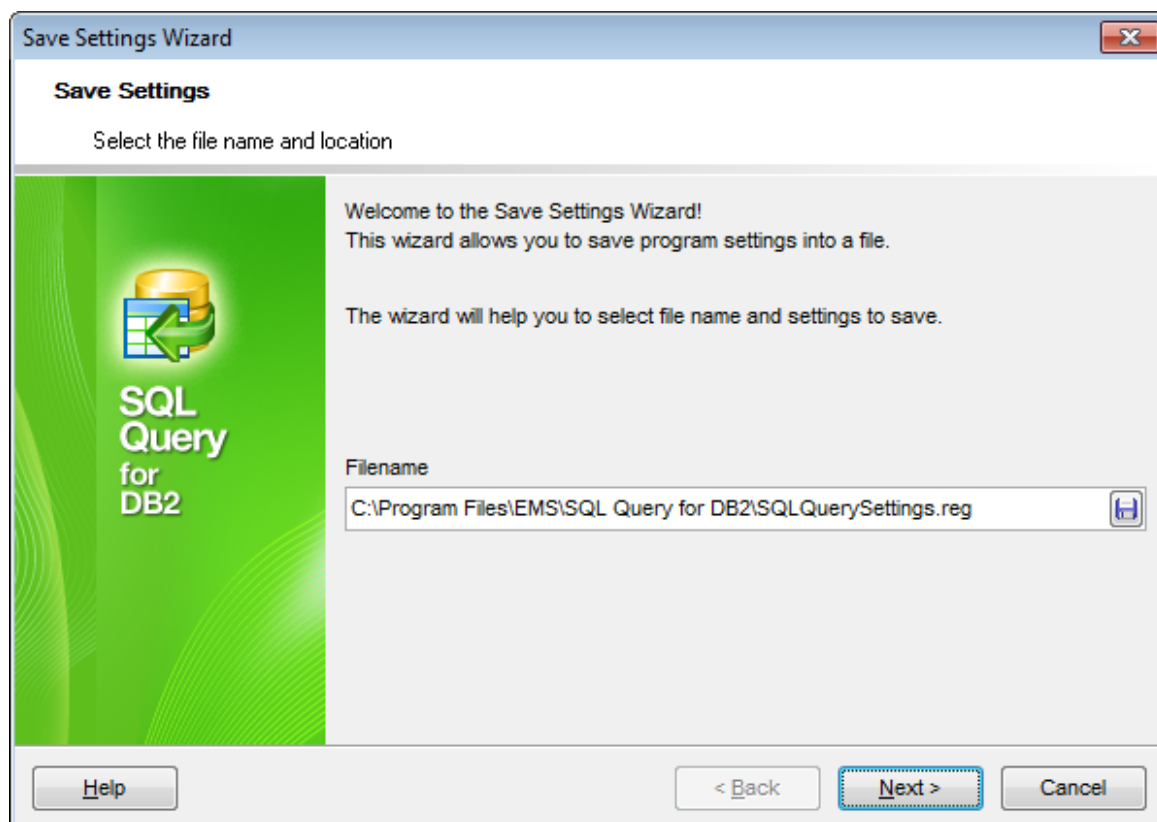 Save Settings Wizard
Save Settings
Select the file name and location
Welcome to the Save Settings Wizard!
This wizard allows you to save program settings into a file.
The wizard will help you to select file name and settings to save.
SQL
Query
for
DB2
Filename
C:\Program Files\EMS\SQL Query for DB2\SQLQuerySettings.reg
Help
< Back
Next >
Cancel